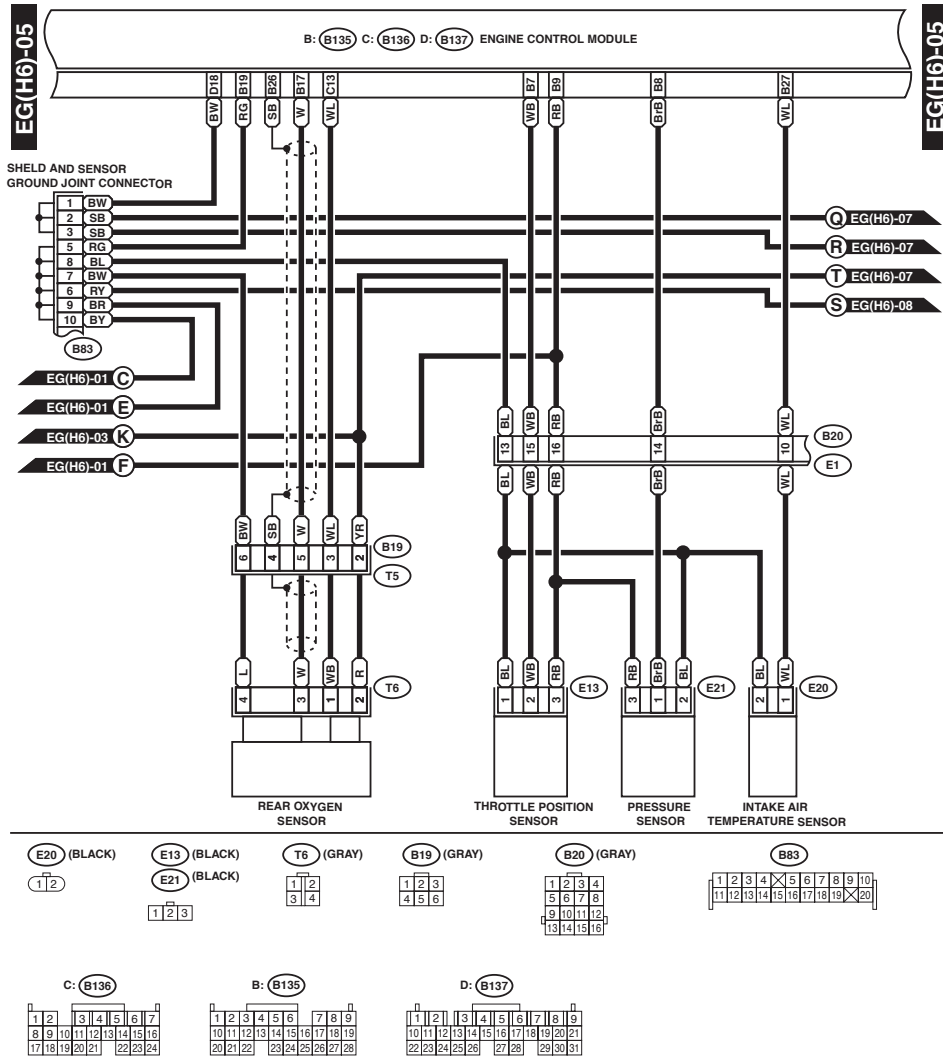 EG(H6)-05
B: B135 C: B136 D: B137 ENGINE CONTROL MODULE
EG(H6)-05
D18 B19 B26 B17 C13 B7 B9 B8 B27
BW RG SB W WL WB RB BrB WL
SHELD AND SENSOR
GROUND JOINT CONNECTOR
1 BW
2 SB
3 SB
5 RG
8 BL
7 BW
6 RY
9 BR
10 BY
B83
Q EG(H6)-07
R EG(H6)-07
T EG(H6)-07
S EG(H6)-08
EG(H6)-01 C
EG(H6)-01 E
EG(H6)-03 K
EG(H6)-01 F
BL WB RB BrB WL
13 15 16 14 10
B20
E1
BL WB RB BrB WL
BW SB W WL YR
6 4 5 3 2
B19
T5
L W WB R
4 3 1 2
T6
BL WB RB
1 2 3
E13
RB BrB BL
3 1 2
E21
BL WL
2 1
E20
REAR OXYGEN
SENSOR
THROTTLE POSITION
SENSOR
PRESSURE
SENSOR
INTAKE AIR
TEMPERATURE SENSOR
E20 (BLACK)
1 2
E13 (BLACK)
E21 (BLACK)
1 2 3
T6 (GRAY)
1 2
3 4
B19 (GRAY)
1 2 3
4 5 6
B20 (GRAY)
1 2 3 4
5 6 7 8
9 10 11 12
13 14 15 16
B83
1 2 3 4 5 6 7 8 9 10
11 12 13 14 15 16 17 18 19 20
C: B136
1 2 3 4 5 6 7
8 9 10 11 12 13 14 15 16
17 18 19 20 21 22 23 24
B: B135
1 2 3 4 5 6 7 8 9
10 11 12 13 14 15 16 17 18 19
20 21 22 23 24 25 26 27 28
D: B137
1 2 3 4 5 6 7 8 9
10 11 12 13 14 15 16 17 18 19 20 21
22 23 24 25 26 27 28 29 30 31